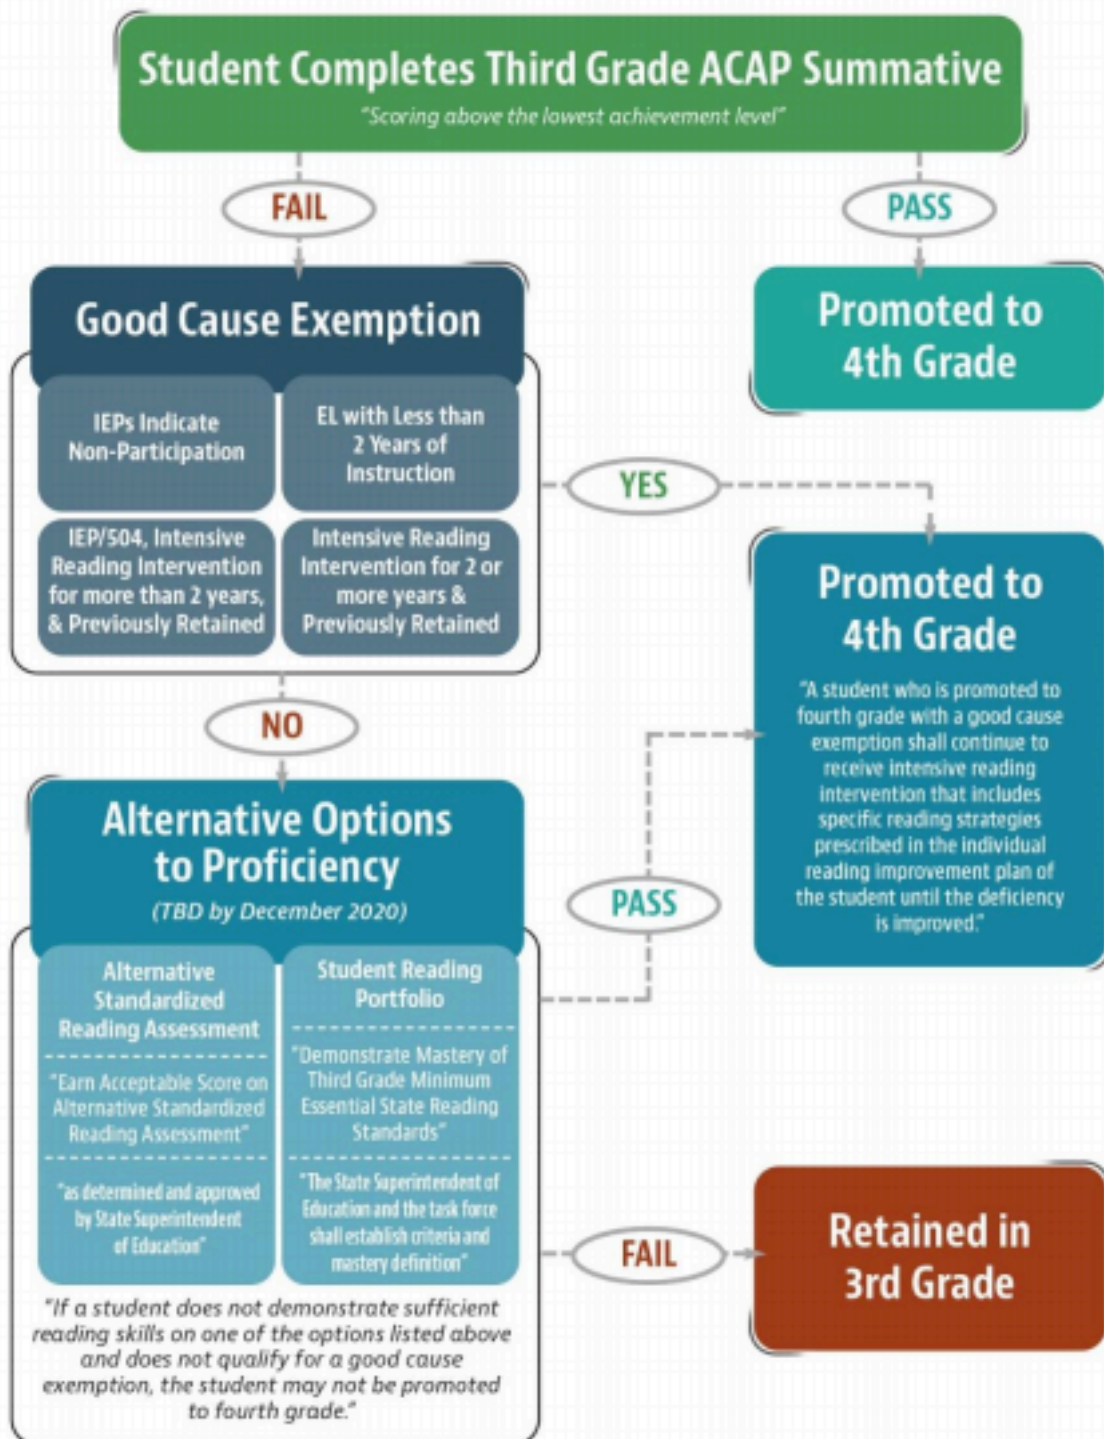 Student Completes Third Grade ACAP Summative
"Scoring above the lowest achievement level"
FAIL
PASS
Good Cause Exemption
IEPs Indicate
Non-Participation
EL with Less than
2 Years of
Instruction
IEP/504, Intensive
Reading Intervention
for more than 2 years,
& Previously Retained
Intensive Reading
Intervention for 2 or
more years &
Previously Retained
Promoted to
4th Grade
YES
Promoted to
4th Grade
"A student who is promoted to
fourth grade with a good cause
exemption shall continue to
receive intensive reading
intervention that includes
specific reading strategies
prescribed in the individual
reading improvement plan of
the student until the deficiency
is improved."
NO
Alternative Options
to Proficiency
(TBD by December 2020)
Alternative
Standardized
Reading Assessment
"Earn Acceptable Score on
Alternative Standardized
Reading Assessment"
"as determined and approved
by State Superintendent
of Education"
Student Reading
Portfolio
"Demonstrate Mastery of
Third Grade Minimum
Essential State Reading
Standards"
"The State Superintendent of
Education and the task force
shall establish criteria and
mastery definition"
"If a student does not demonstrate sufficient
reading skills on one of the options listed above
and does not qualify for a good cause
exemption, the student may not be promoted
to fourth grade."
PASS
FAIL
Retained in
3rd Grade